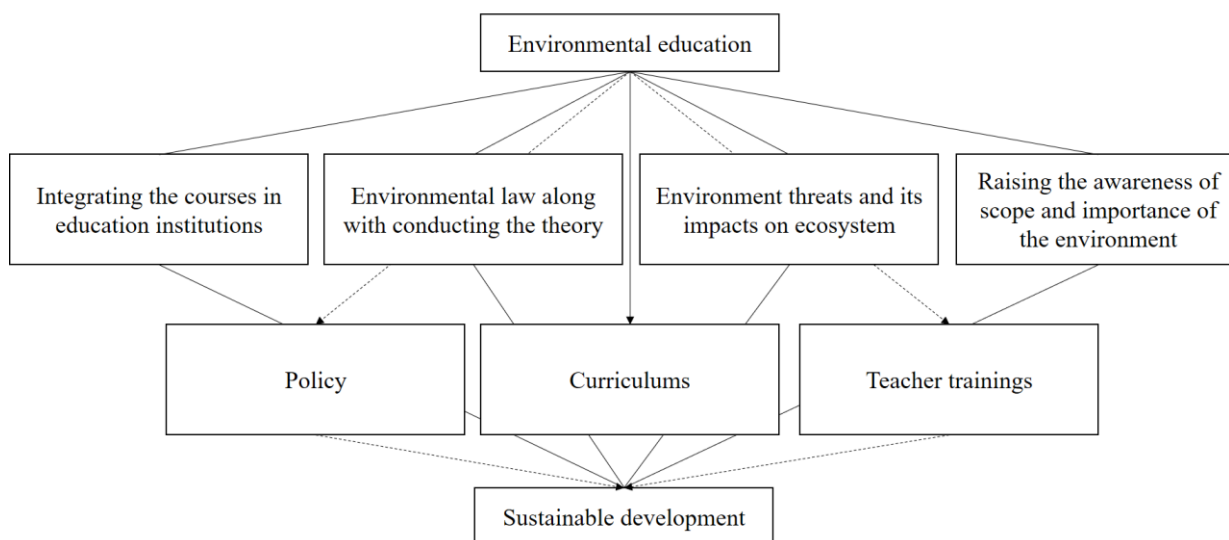 Environmental education
Integrating the courses in
education institutions
Environmental law along
with conducting the theory
Environment threats and its
impacts on ecosystem
Raising the awareness of
scope and importance of
the environment
Policy
Curriculums
Teacher trainings
Sustainable development